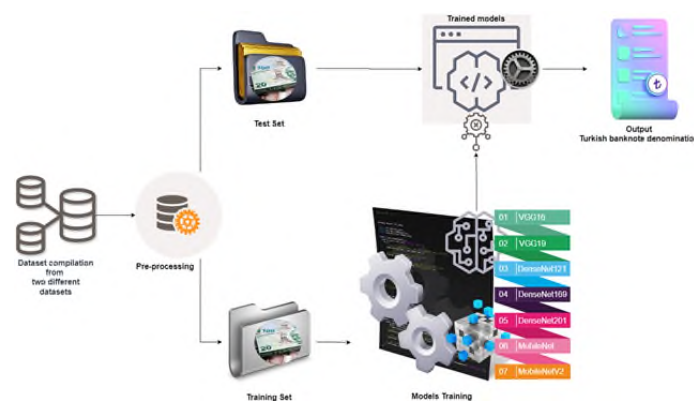 Trained models
Test Set
Output
Turkish banknote denominatio
Dataset compilation
from
two different
datasets
Pre-processing
01 VGG16
02 VGG19
03 DenseNet121
04 DenseNet169
05 DenseNet201
06 MobileNet
07 MobileNetV2
Training Set
Models Training